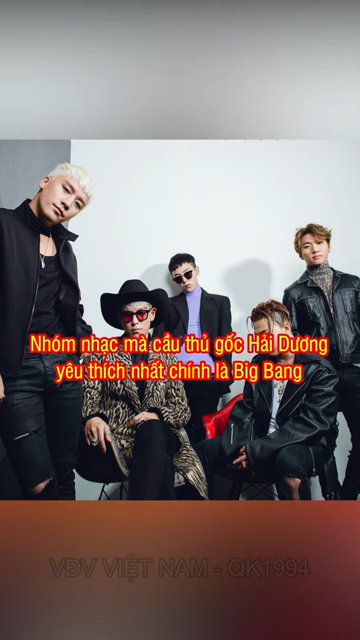 Nhóm nhạc mà cầu thủ gốc Hải Dương
yêu thích nhất chính là Big Bang
VĐV VIỆT NAM - QK1994